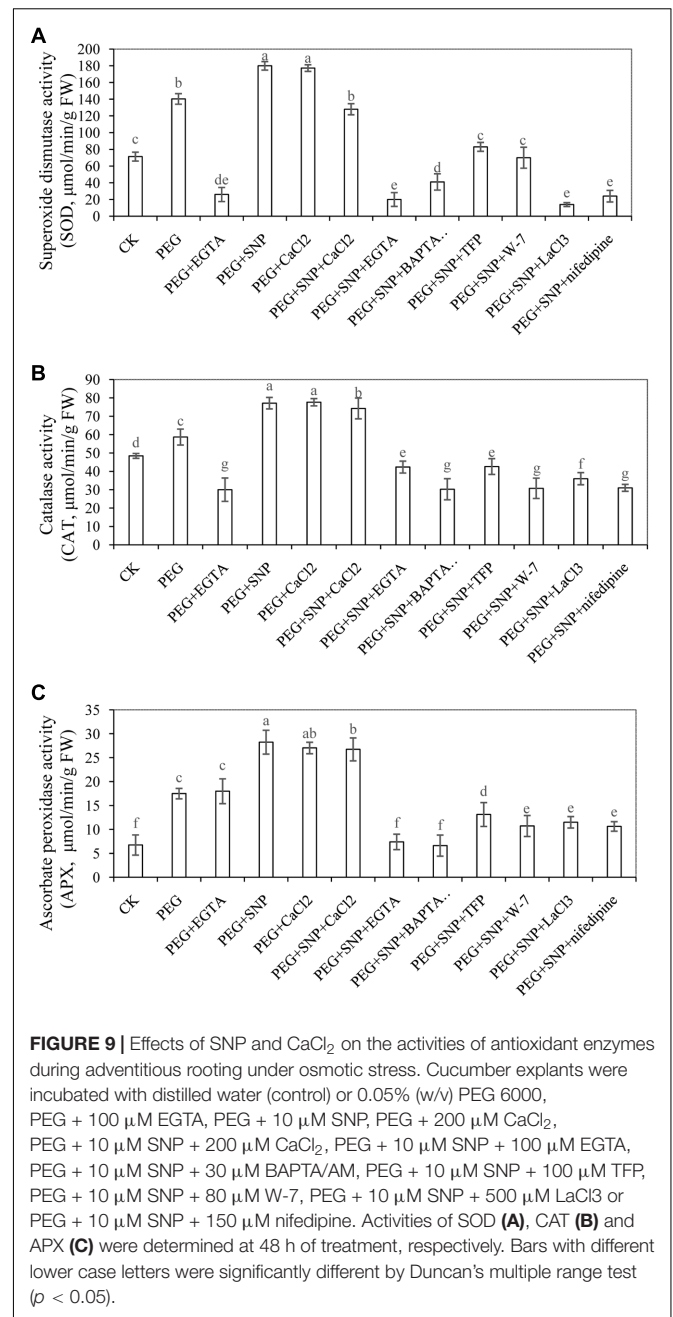 A
Superoxide dismutase activity
(SOD, μmol/min/g FW)
200
180
160
140
120
100
80
60
40
20
0
c
b
de
a
a
b
e
d
c
c
e
e
CK
PEG
PEG+EGTA
PEG+SNP
PEG+CaCl2
PEG+SNP+CaCl2
PEG+SNP+EGTA
PEG+SNP+BAPTA..
PEG+SNP+TFP
PEG+SNP+W-7
PEG+SNP+LaCl3
PEG+SNP+nifedipine
B
Catalase activity
(CAT, μmol/min/g FW)
90
80
70
60
50
40
30
20
10
0
d
c
g
a
a
b
e
g
e
g
f
g
CK
PEG
PEG+EGTA
PEG+SNP
PEG+CaCl2
PEG+SNP+CaCl2
PEG+SNP+EGTA
PEG+SNP+BAPTA..
PEG+SNP+TFP
PEG+SNP+W-7
PEG+SNP+LaCl3
PEG+SNP+nifedipine
C
Ascorbate peroxidase activity
(APX, μmol/min/g FW)
35
30
25
20
15
10
5
0
f
c
c
a
ab
b
f
f
d
e
e
e
CK
PEG
PEG+EGTA
PEG+SNP
PEG+CaCl2
PEG+SNP+CaCl2
PEG+SNP+EGTA
PEG+SNP+BAPTA..
PEG+SNP+TFP
PEG+SNP+W-7
PEG+SNP+LaCl3
PEG+SNP+nifedipine
FIGURE 9 | Effects of SNP and CaCl₂ on the activities of antioxidant enzymes
during adventitious rooting under osmotic stress. Cucumber explants were
incubated with distilled water (control) or 0.05% (w/v) PEG 6000,
PEG + 100 μM EGTA, PEG + 10 μM SNP, PEG + 200 μM CaCl₂,
PEG + 10 μM SNP + 200 μM CaCl₂, PEG + 10 μM SNP + 100 μM EGTA,
PEG + 10 μM SNP + 30 μM BAPTA/AM, PEG + 10 μM SNP + 100 μM TFP,
PEG + 10 μM SNP + 80 μM W-7, PEG + 10 μM SNP + 500 μM LaCl3 or
PEG + 10 μM SNP + 150 μM nifedipine. Activities of SOD (A), CAT (B) and
APX (C) were determined at 48 h of treatment, respectively. Bars with different
lower case letters were significantly different by Duncan's multiple range test
(p < 0.05).